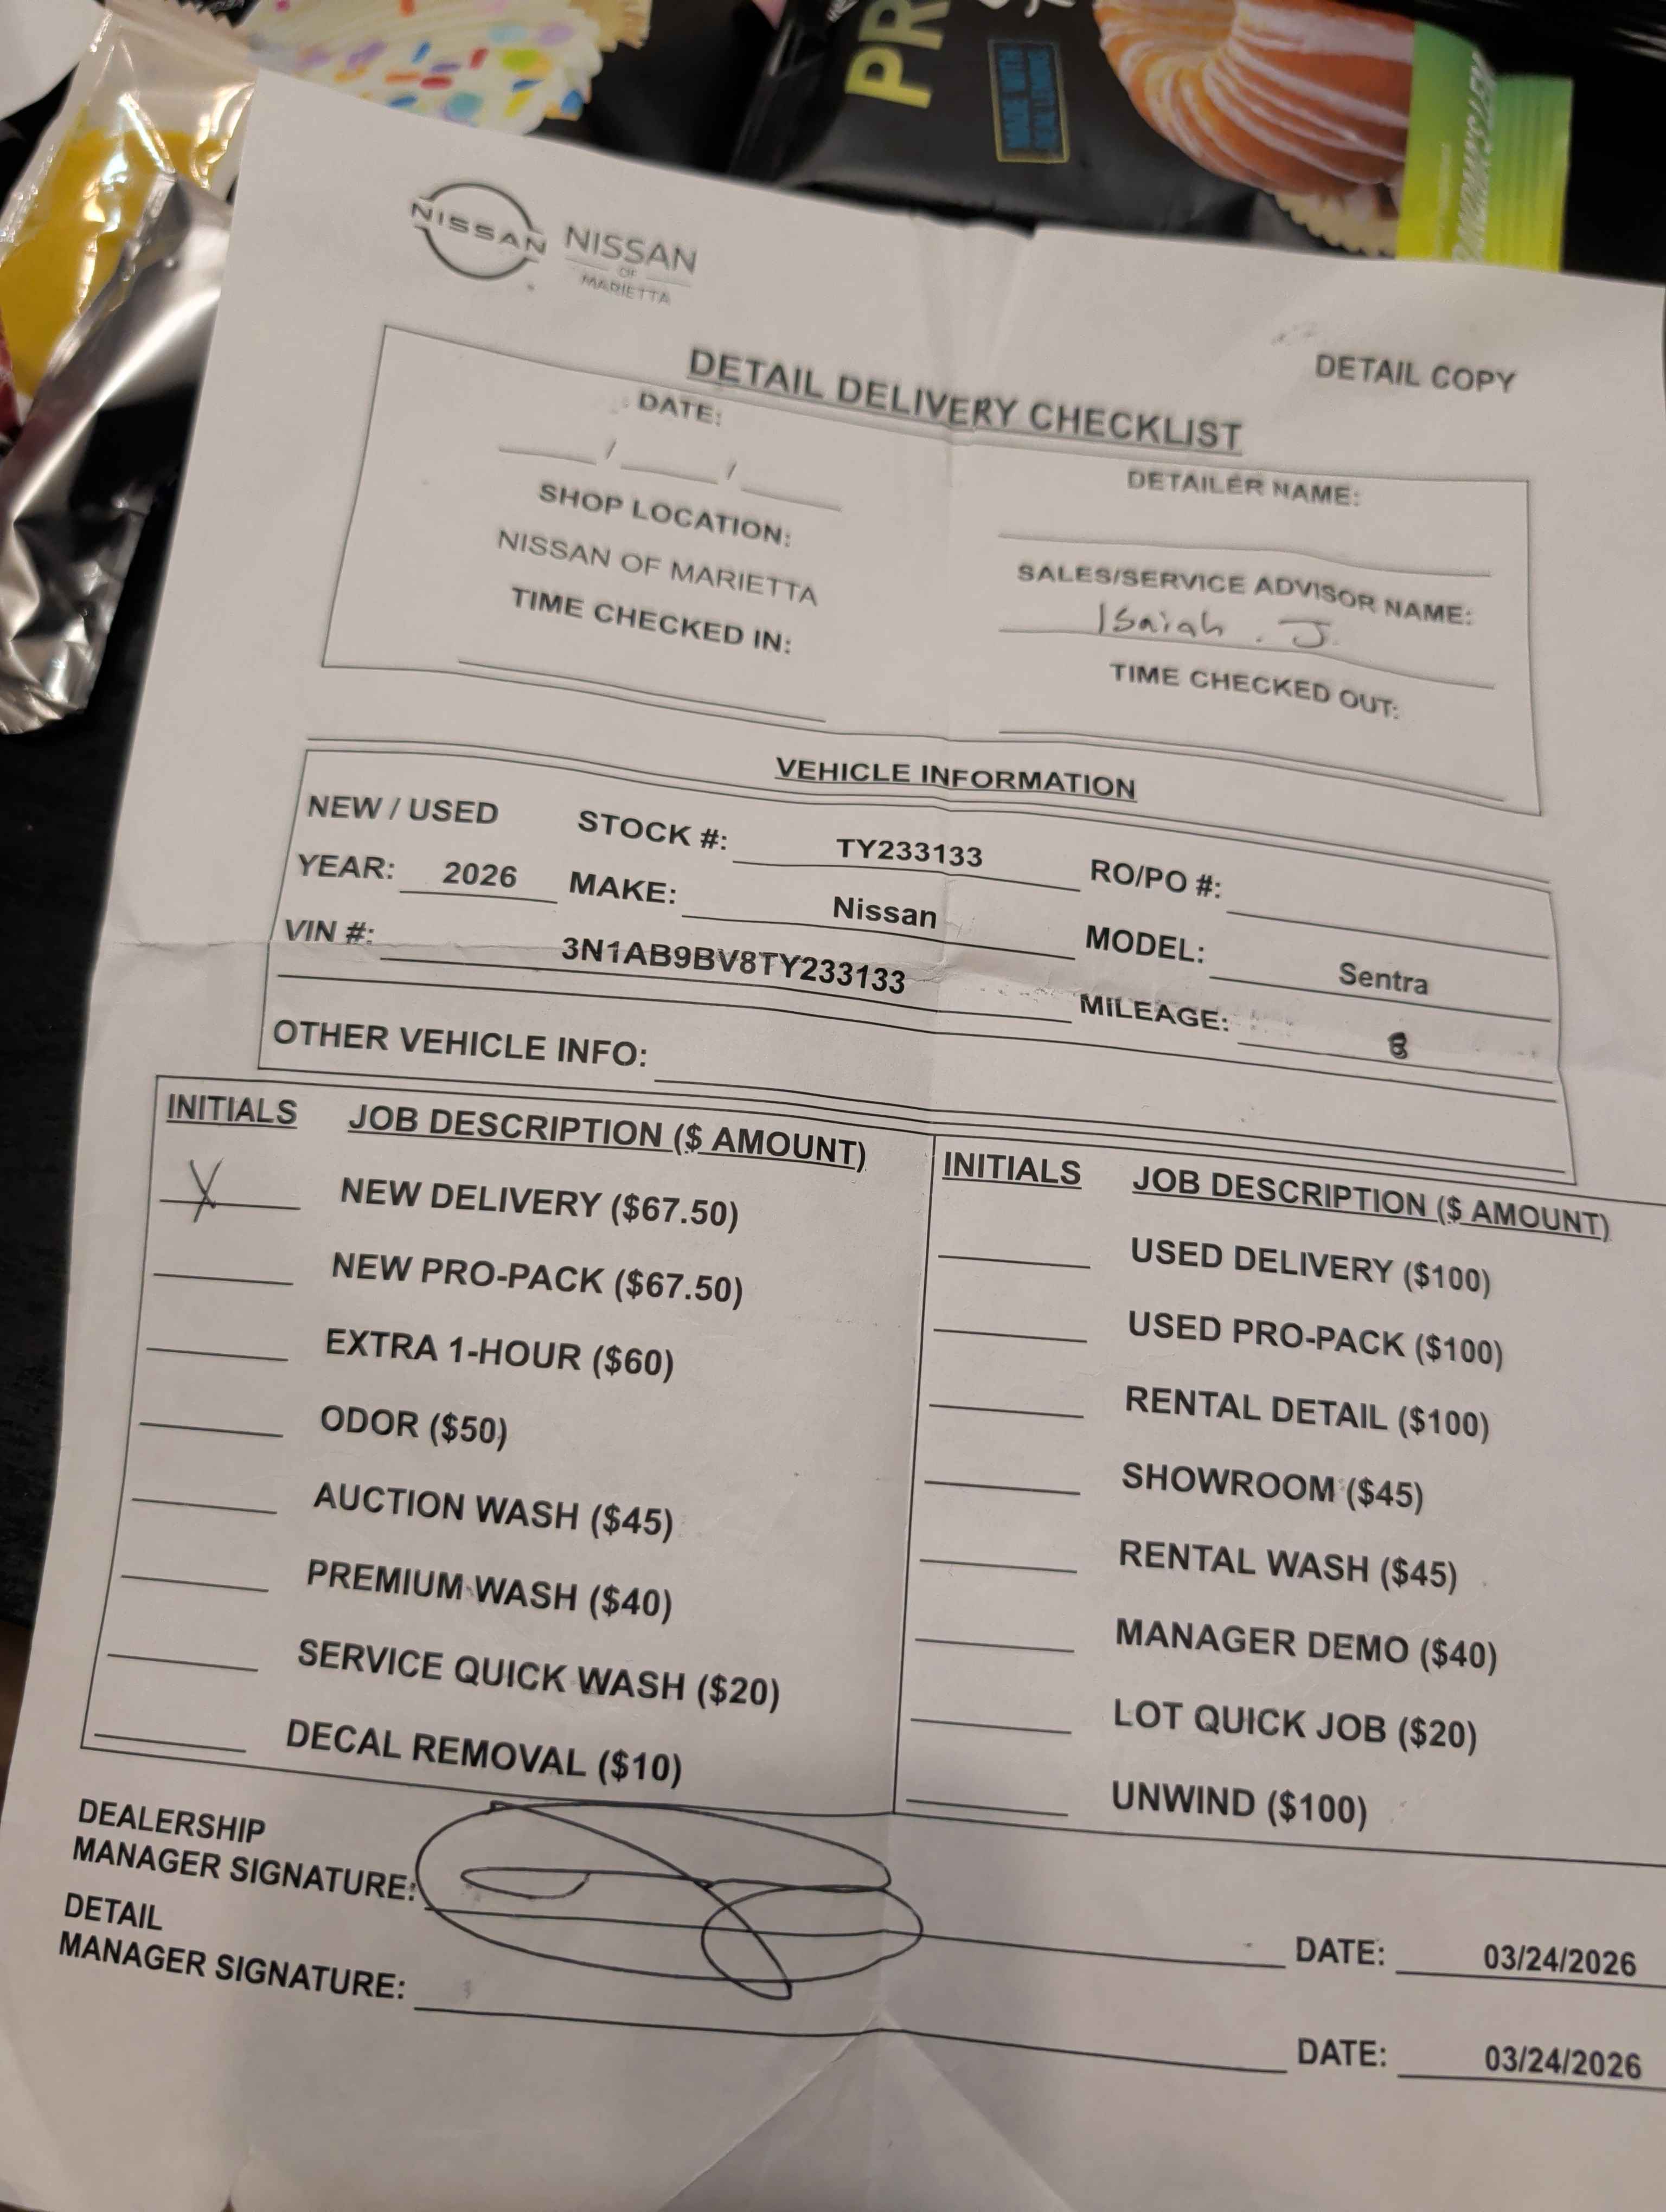 PR
MADE WITH
REAL
NISSAN NISSAN
OF
MARIETTA
DETAIL COPY
DETAIL DELIVERY CHECKLIST
DATE:
/ /
DETAILER NAME:
SHOP LOCATION:
NISSAN OF MARIETTA
SALES/SERVICE ADVISOR NAME:
Isaiah . J.
TIME CHECKED IN:
TIME CHECKED OUT:
VEHICLE INFORMATION
NEW / USED STOCK #: TY233133 RO/PO #:
YEAR: 2026 MAKE: Nissan MODEL: Sentra
VIN #: 3N1AB9BV8TY233133 MILEAGE: 8
OTHER VEHICLE INFO:
INITIALS JOB DESCRIPTION ($ AMOUNT) INITIALS JOB DESCRIPTION ($ AMOUNT)
X NEW DELIVERY ($67.50) USED DELIVERY ($100)
NEW PRO-PACK ($67.50) USED PRO-PACK ($100)
EXTRA 1-HOUR ($60) RENTAL DETAIL ($100)
ODOR ($50) SHOWROOM ($45)
AUCTION WASH ($45) RENTAL WASH ($45)
PREMIUM WASH ($40) MANAGER DEMO ($40)
SERVICE QUICK WASH ($20) LOT QUICK JOB ($20)
DECAL REMOVAL ($10) UNWIND ($100)
DEALERSHIP
MANAGER SIGNATURE: DATE: 03/24/2026
DETAIL
MANAGER SIGNATURE: DATE: 03/24/2026